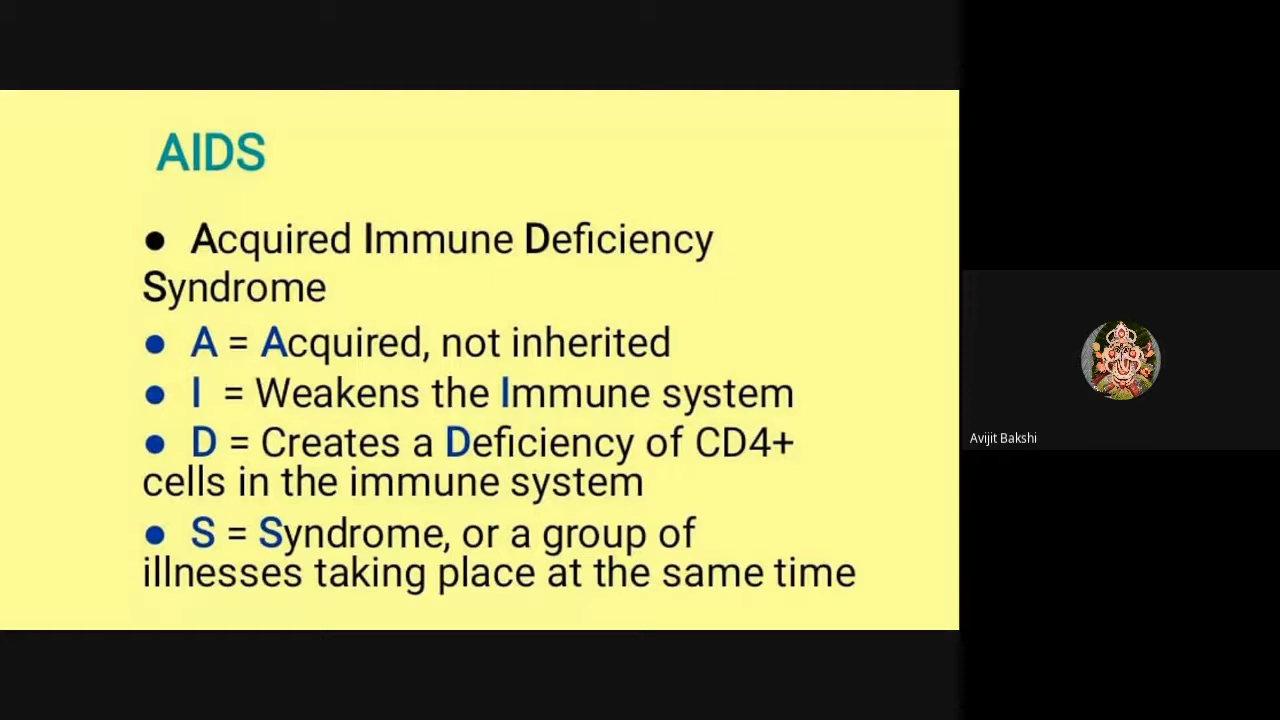 AIDS
● Acquired Immune Deficiency
Syndrome
● A = Acquired, not inherited
● I = Weakens the Immune system
● D = Creates a Deficiency of CD4+
cells in the immune system
● S = Syndrome, or a group of
illnesses taking place at the same time
Avijit Bakshi